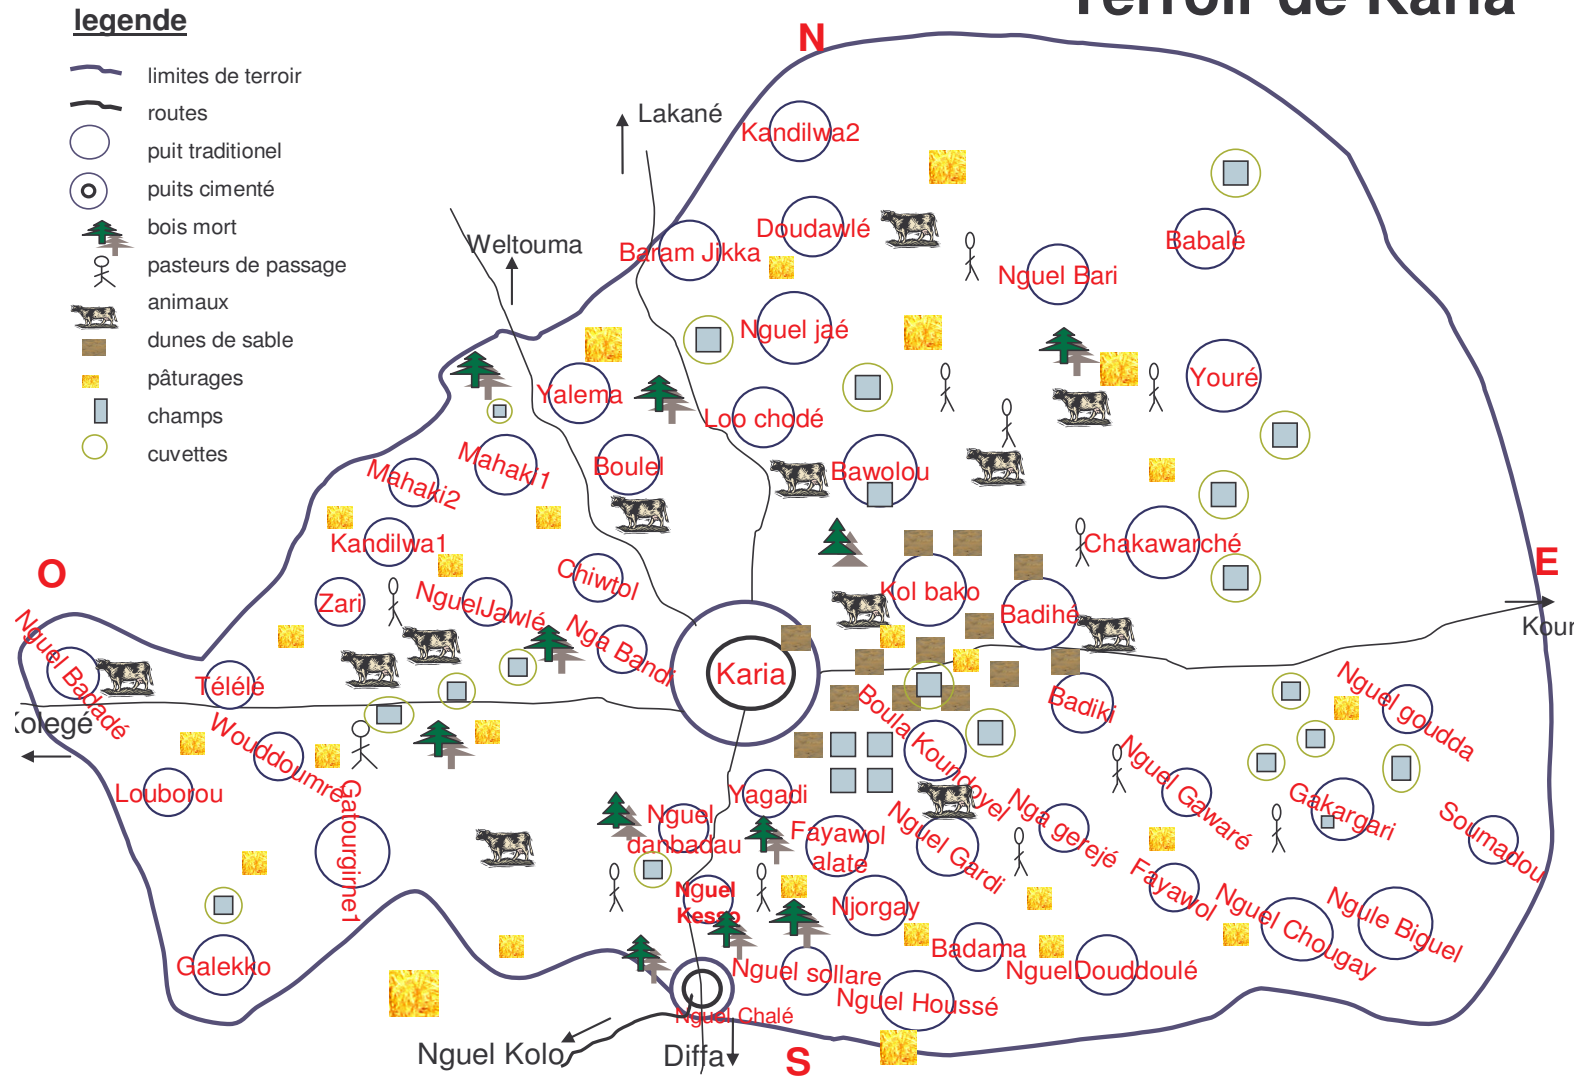 Terroir de Karia
legende
limites de terroir
routes
puit traditionel
puits cimenté
bois mort
pasteurs de passage
animaux
dunes de sable
pâturages
champs
cuvettes
N
Lakané
Kandilwa2
Weltouma
Baram Jikka
Doudawlé
Babalé
Nguel Bari
Nguel jaé
Yalema
Youré
Loo chodé
Mahaki2
Mahaki1
Boulel
Bawolou
Kandilwa1
Chakawarché
O
E
Chiwtol
Kol bako
Zari
NguelJawlé
Badihé
Kour
Nguel Badadé
Nga Bandi
Karia
Télélé
Nguel goudda
Badiki
Kolegé
Wouddoumré
Boula Koundoyel
Louborou
Gatourgirne1
Yagadi
Nguel Gawaré
Nguel
danbadau
Fayawol
alate
Nguel Gardi
Nga gerejé
Gakargari
Soumadou
Nguel
Kesso
Njorgay
Fayawol
Nguel Chougay
Ngule Biguel
Galekko
Badama
Nguel sollare
NguelDouddoulé
Nguel Houssé
Nguel Chalé
Nguel Kolo
Diffa
S